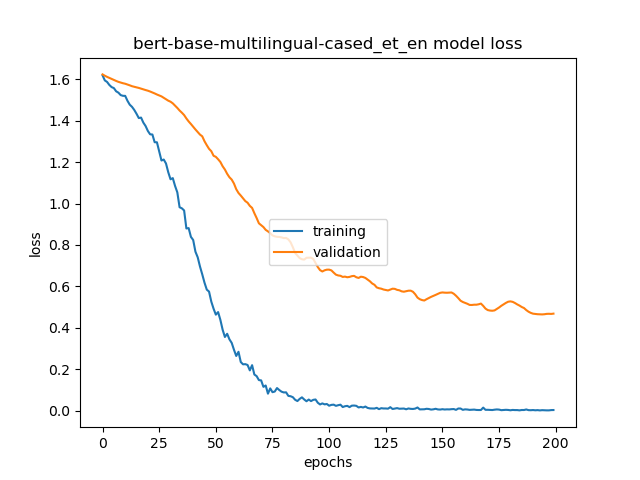 bert-base-multilingual-cased_et_en model loss
1.6
1.4
1.2
1.0
0.8
0.6
0.4
0.2
0.0
loss
training
validation
0 25 50 75 100 125 150 175 200
epochs